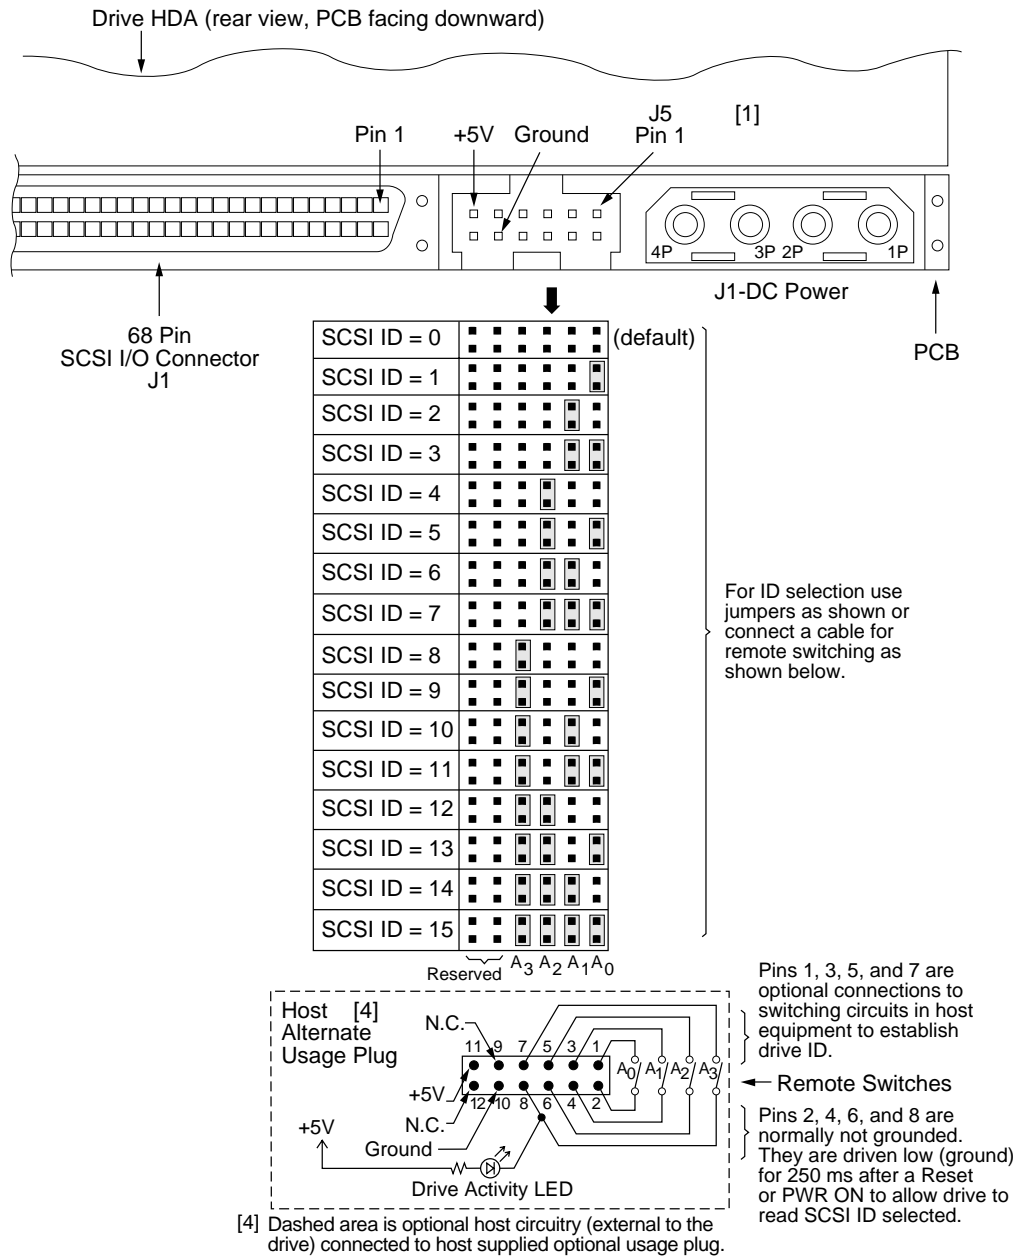 Drive HDA (rear view, PCB facing downward)
J5 [1]
Pin 1 +5V Ground Pin 1
4P 3P 2P 1P
J1-DC Power
68 Pin
SCSI I/O Connector
J1
PCB
SCSI ID = 0 (default)
SCSI ID = 1
SCSI ID = 2
SCSI ID = 3
SCSI ID = 4
SCSI ID = 5
SCSI ID = 6
SCSI ID = 7
SCSI ID = 8
SCSI ID = 9
SCSI ID = 10
SCSI ID = 11
SCSI ID = 12
SCSI ID = 13
SCSI ID = 14
SCSI ID = 15
For ID selection use
jumpers as shown or
connect a cable for
remote switching as
shown below.
Reserved A3 A2 A1 A0
Host [4]
Alternate
Usage Plug
N.C.
11 9 7 5 3 1
A0 A1 A2 A3
+5V
12 10 8 6 4 2
N.C.
+5V
Ground
Drive Activity LED
Pins 1, 3, 5, and 7 are
optional connections to
switching circuits in host
equipment to establish
drive ID.
Remote Switches
Pins 2, 4, 6, and 8 are
normally not grounded.
They are driven low (ground)
for 250 ms after a Reset
or PWR ON to allow drive to
read SCSI ID selected.
[4] Dashed area is optional host circuitry (external to the
drive) connected to host supplied optional usage plug.